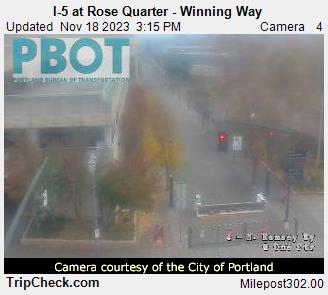 I-5 at Rose Quarter - Winning Way
Updated Nov 18 2023 3:15 PM Camera 4
PBOT
PORTLAND BUREAU OF TRANSPORTATION
Camera courtesy of the City of Portland
TripCheck.com Milepost302.00